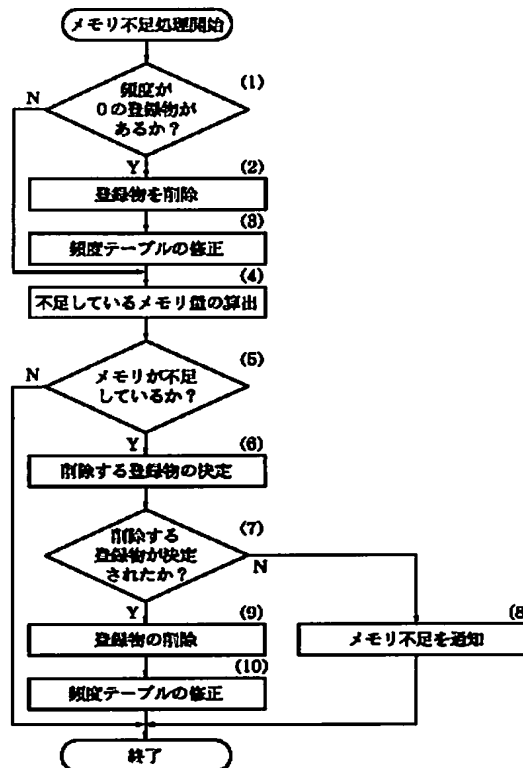 メモリ不足処理開始
(1)
頻度が
0の登録物が
あるか?
N
Y
(2)
登録物を削除
(3)
頻度テーブルの修正
(4)
不足しているメモリ量の算出
(5)
N
メモリが不足
しているか?
Y
(6)
削除する登録物の決定
(7)
削除する
登録物が決定
されたか?
N
Y
(9)
(8)
登録物の削除
メモリ不足を通知
(10)
頻度テーブルの修正
終了